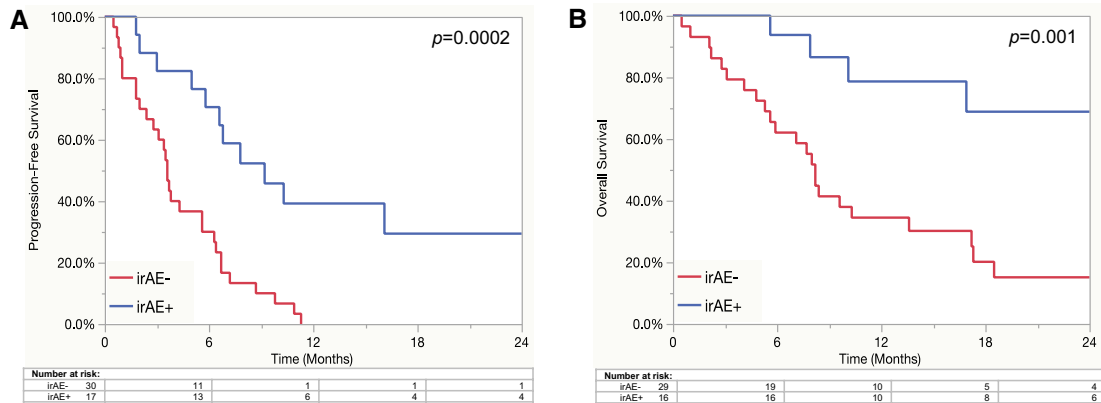 A
p=0.0002
Progression-Free Survival
100.0%
80.0%
60.0%
40.0%
20.0%
0.0%
irAE-
irAE+
0 6 12 18 24
Time (Months)
Number at risk:
irAE- 30 11 1 1 1
irAE+ 17 13 6 4 4
B
p=0.001
Overall Survival
100.0%
80.0%
60.0%
40.0%
20.0%
0.0%
irAE-
irAE+
0 6 12 18 24
Time (Months)
Number at risk:
irAE- 29 19 10 5 4
irAE+ 16 16 10 8 6